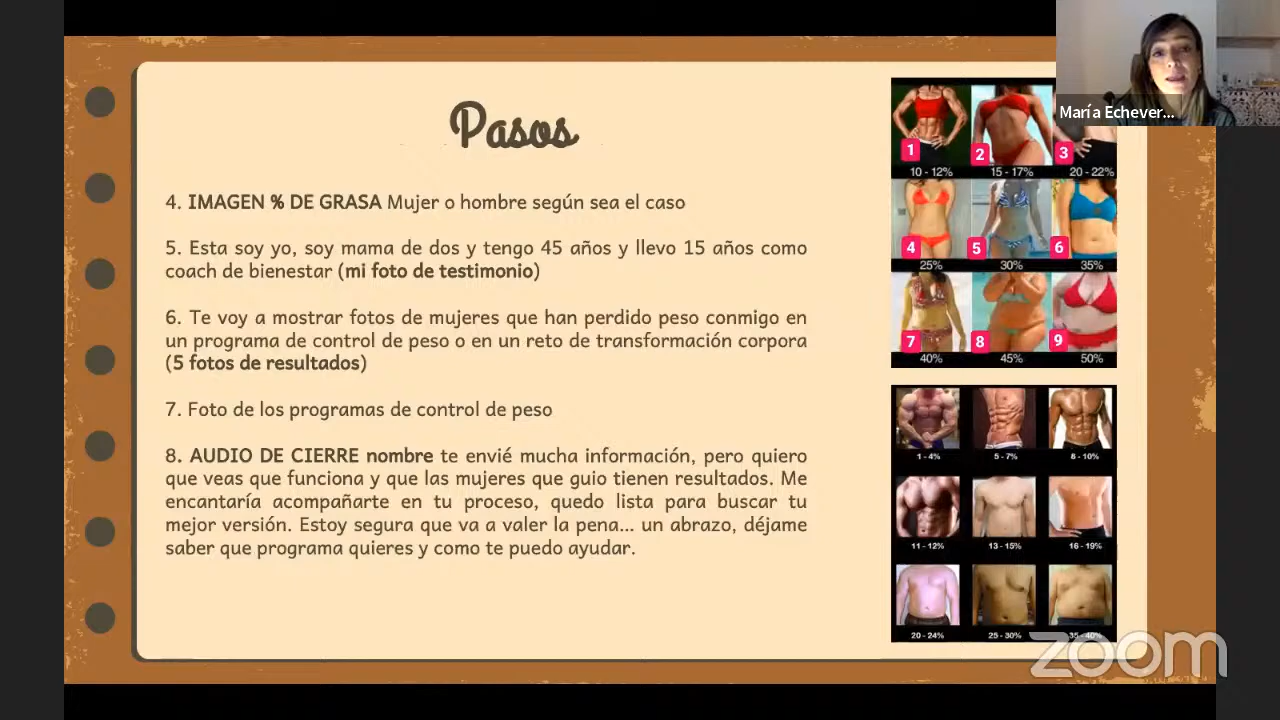 Pasos
4. IMAGEN % DE GRASA Mujer o hombre según sea el caso
5. Esta soy yo, soy mama de dos y tengo 45 años y llevo 15 años como
coach de bienestar (mi foto de testimonio)
6. Te voy a mostrar fotos de mujeres que han perdido peso conmigo en
un programa de control de peso o en un reto de transformación corpora
(5 fotos de resultados)
7. Foto de los programas de control de peso
8. AUDIO DE CIERRE nombre te envié mucha información, pero quiero
que veas que funciona y que las mujeres que guio tienen resultados. Me
encantaría acompañarte en tu proceso, quedo lista para buscar tu
mejor versión. Estoy segura que va a valer la pena... un abrazo, déjame
saber que programa quieres y como te puedo ayudar.
María Echever...
1 2 3
10 - 12% 15 - 17% 20 - 22%
4 5 6
25% 30% 35%
7 8 9
40% 45% 50%
1 - 4% 5 - 7% 8 - 10%
11 - 12% 13 - 15% 16 - 19%
20 - 24% 25 - 30% 35 - 40%
zoom